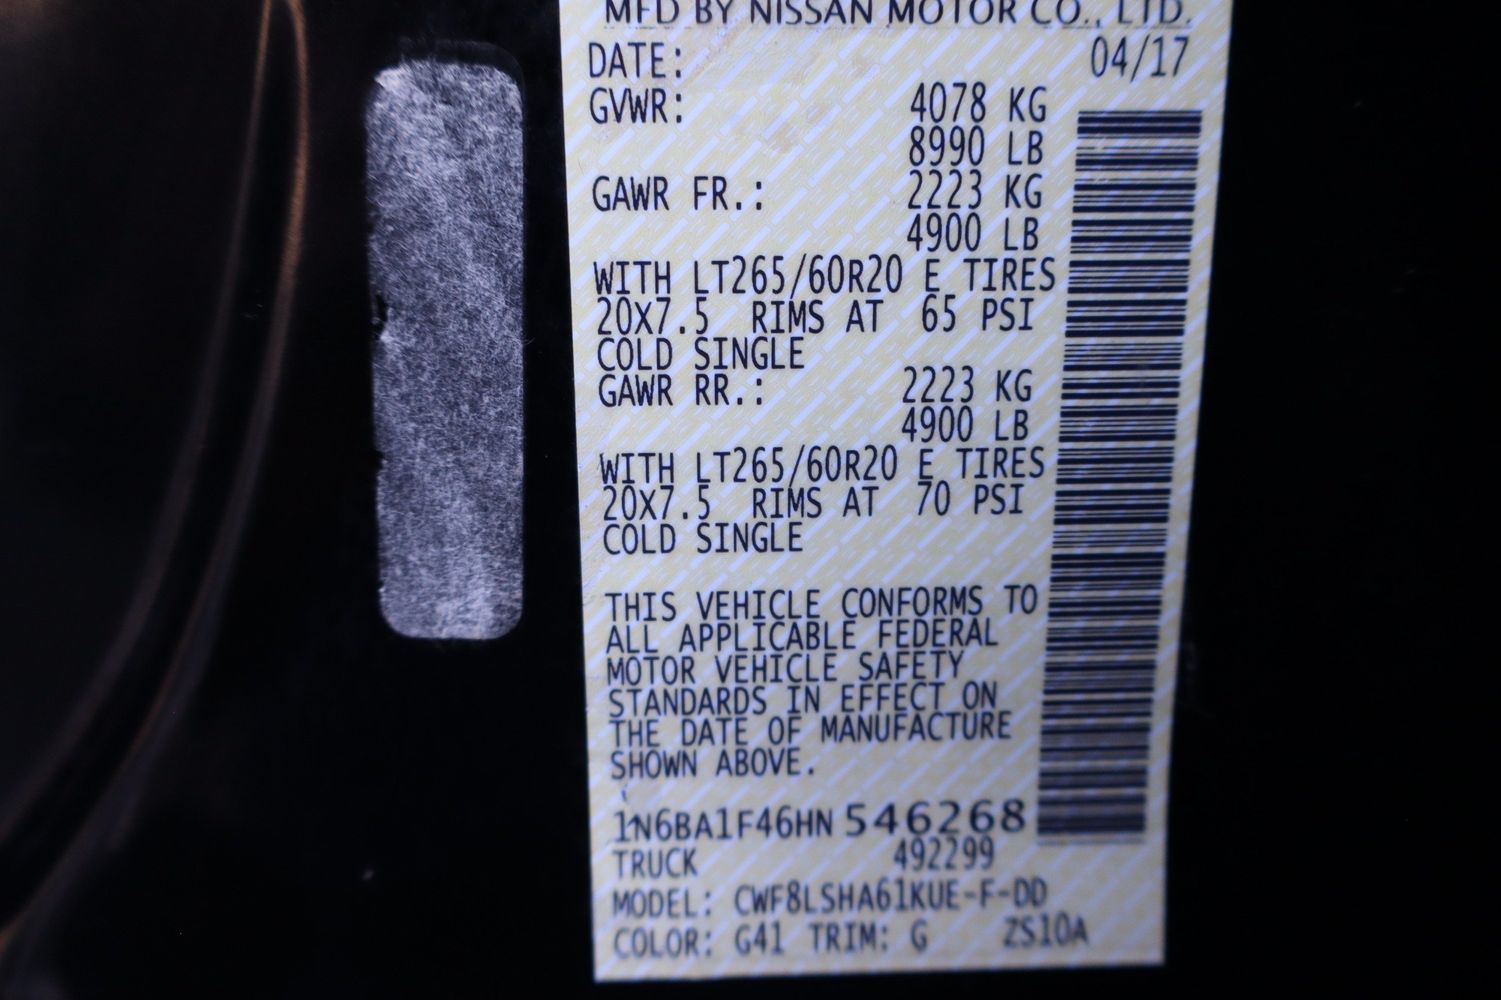 MFD BY NISSAN MOTOR CO., LTD.
DATE: 04/17
GVWR: 4078 KG
8990 LB
GAWR FR.: 2223 KG
4900 LB
WITH LT265/60R20 E TIRES
20X7.5 RIMS AT 65 PSI
COLD SINGLE
GAWR RR.: 2223 KG
4900 LB
WITH LT265/60R20 E TIRES
20X7.5 RIMS AT 70 PSI
COLD SINGLE
THIS VEHICLE CONFORMS TO
ALL APPLICABLE FEDERAL
MOTOR VEHICLE SAFETY
STANDARDS IN EFFECT ON
THE DATE OF MANUFACTURE
SHOWN ABOVE.
1N6BA1F46HN546268
TRUCK 492299
MODEL: CWF8LSHA61KUE-F-DD
COLOR: G41 TRIM: G ZS10A